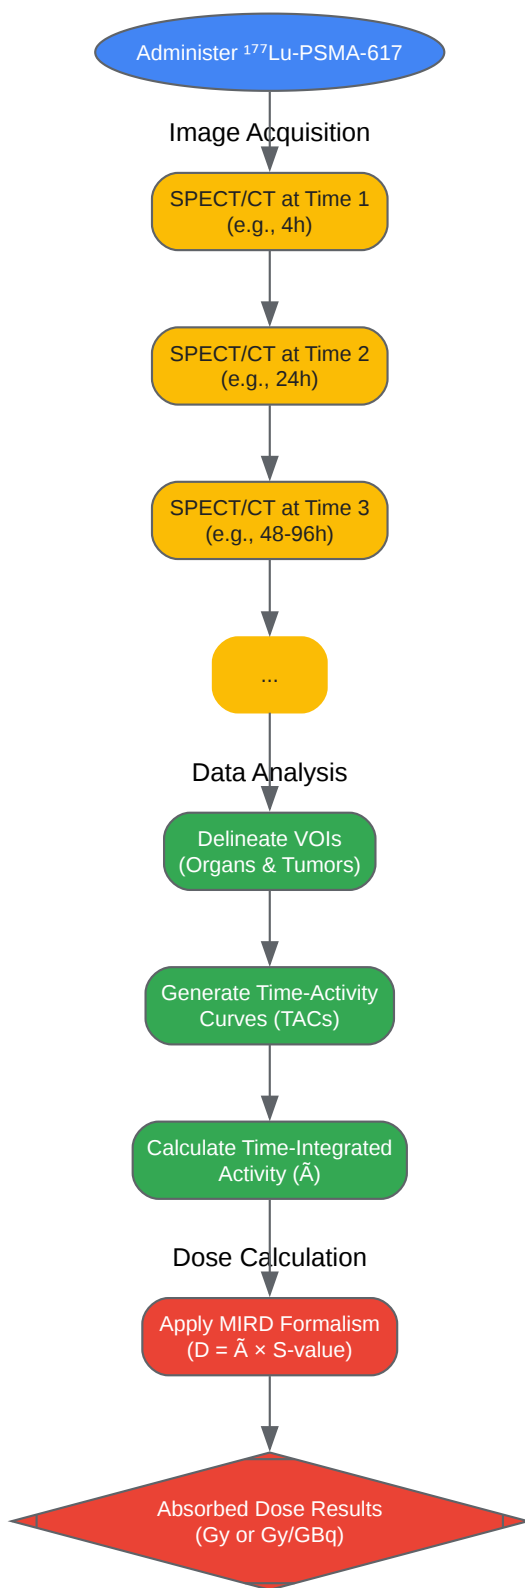 Administer ¹⁷⁷Lu-PSMA-617
Image Acquisition
SPECT/CT at Time 1
(e.g., 4h)
SPECT/CT at Time 2
(e.g., 24h)
SPECT/CT at Time 3
(e.g., 48-96h)
...
Data Analysis
Delineate VOIs
(Organs & Tumors)
Generate Time-Activity
Curves (TACs)
Calculate Time-Integrated
Activity (Ã)
Dose Calculation
Apply MIRD Formalism
(D = Ã × S-value)
Absorbed Dose Results
(Gy or Gy/GBq)